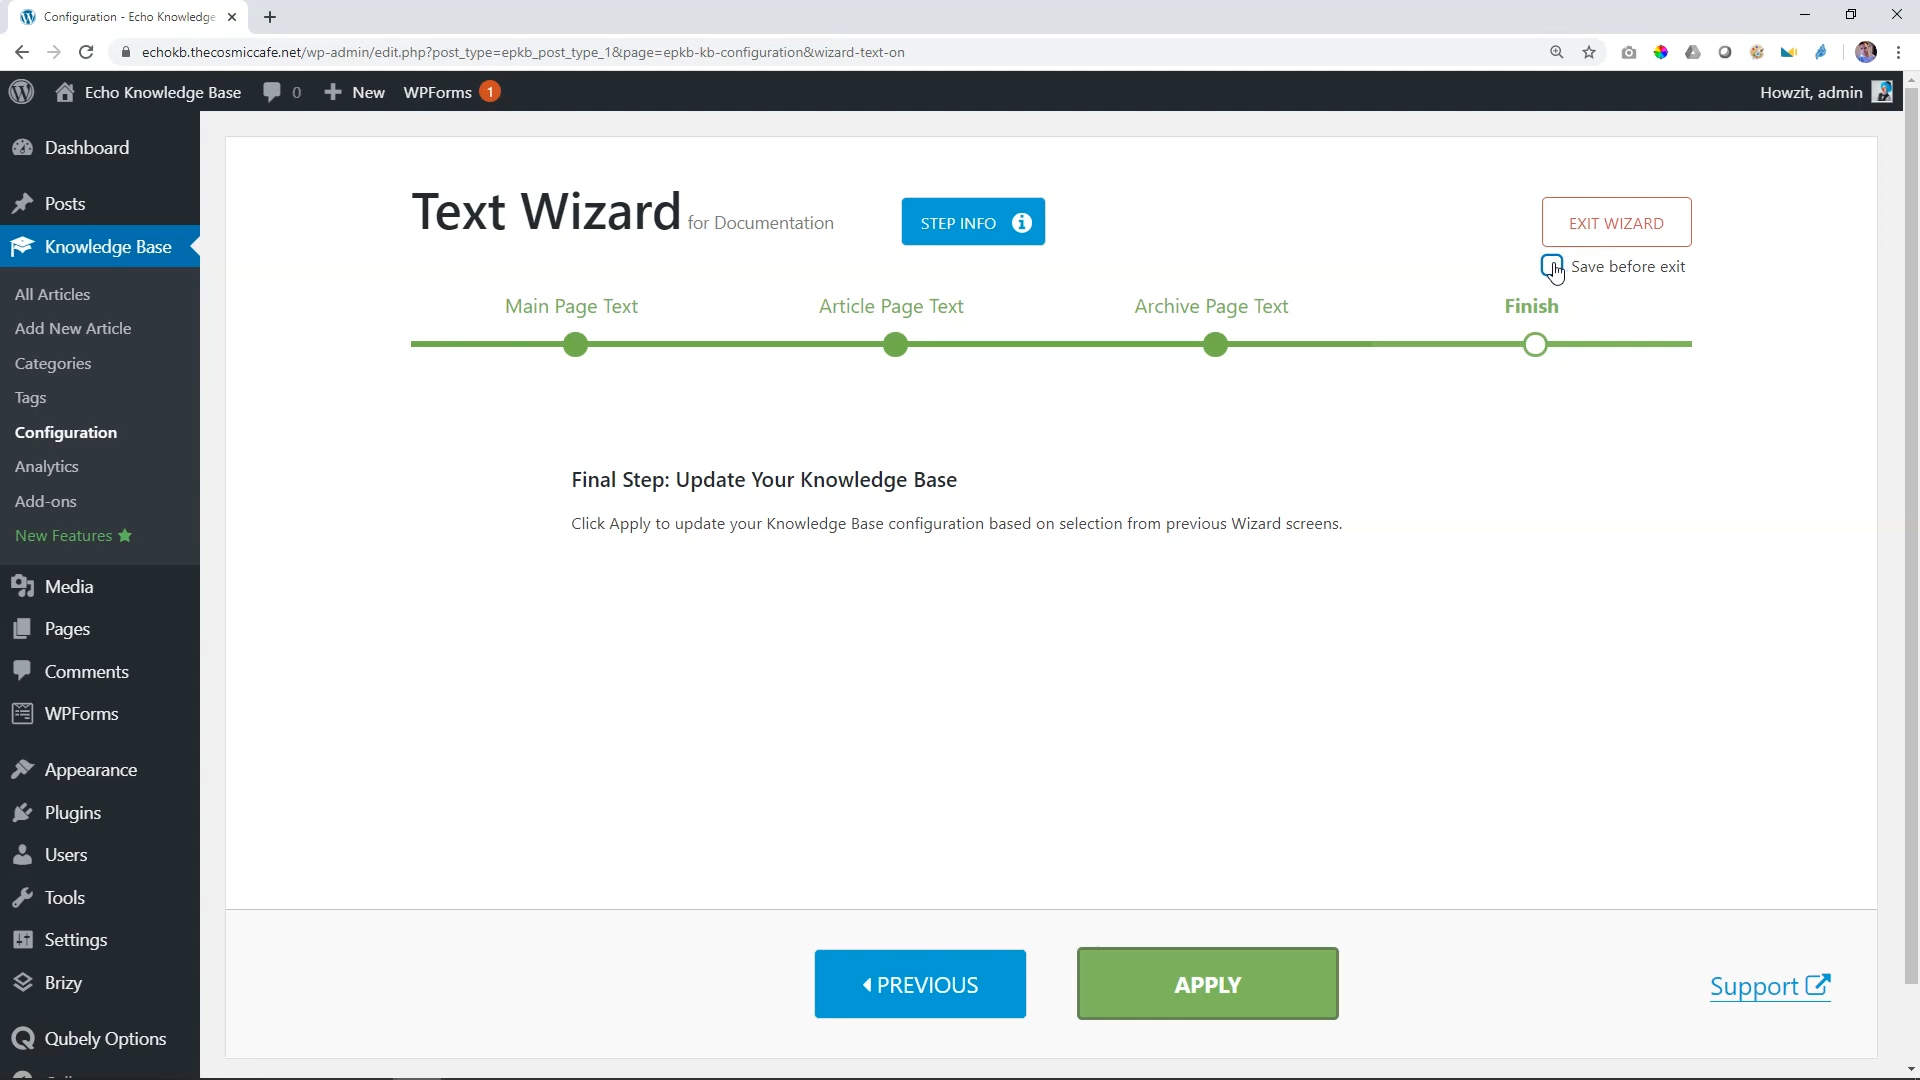 Configuration - Echo Knowledge
echokb.thecosmiccafe.net/wp-admin/edit.php?post_type=epkb_post_type_1&page=epkb-kb-configuration&wizard-text-on
Echo Knowledge Base 0 New WPForms 1 Howzit, admin
Dashboard
Posts
Knowledge Base
All Articles
Add New Article
Categories
Tags
Configuration
Analytics
Add-ons
New Features
Media
Pages
Comments
WPForms
Appearance
Plugins
Users
Tools
Settings
Brizy
Qubely Options
Text Wizard for Documentation
STEP INFO
EXIT WIZARD
Save before exit
Main Page Text
Article Page Text
Archive Page Text
Finish
Final Step: Update Your Knowledge Base
Click Apply to update your Knowledge Base configuration based on selection from previous Wizard screens.
PREVIOUS
APPLY
Support